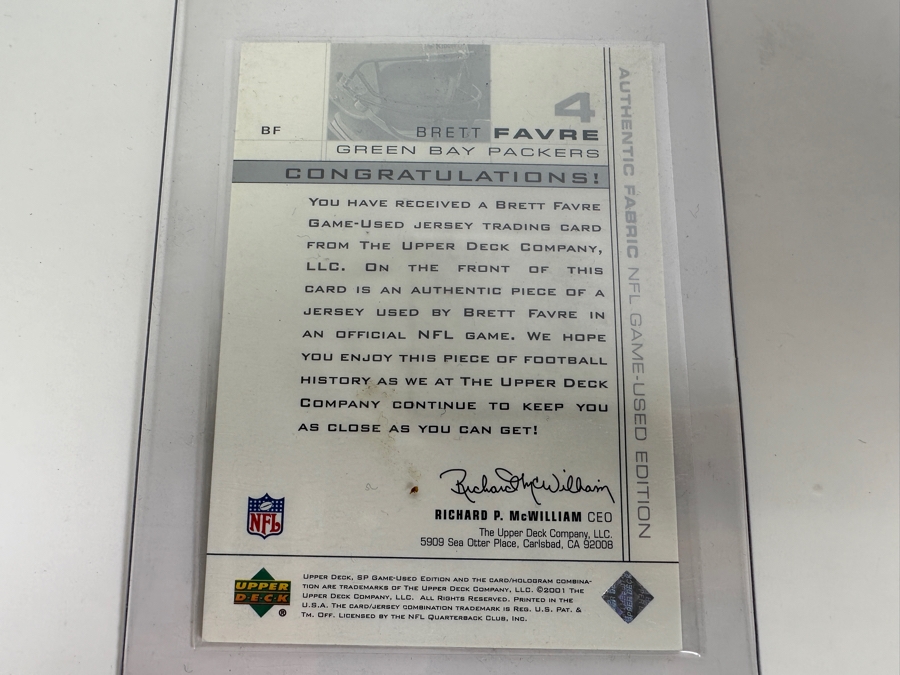 4
BF
BRETT FAVRE
GREEN BAY PACKERS
CONGRATULATIONS!
YOU HAVE RECEIVED A BRETT FAVRE
GAME-USED JERSEY TRADING CARD
FROM THE UPPER DECK COMPANY,
LLC. ON THE FRONT OF THIS
CARD IS AN AUTHENTIC PIECE OF A
JERSEY USED BY BRETT FAVRE IN
AN OFFICIAL NFL GAME. WE HOPE
YOU ENJOY THIS PIECE OF FOOTBALL
HISTORY AS WE AT THE UPPER DECK
COMPANY CONTINUE TO KEEP YOU
AS CLOSE AS YOU CAN GET!
Richard McWilliam
RICHARD P. McWILLIAM CEO
The Upper Deck Company, LLC.
5909 Sea Otter Place, Carlsbad, CA 92008
NFL
AUTHENTIC FABRIC NFL GAME-USED EDITION
UPPER
DECK
®
UPPER DECK, SP GAME-USED EDITION AND THE CARD/HOLOGRAM COMBINA-
TION ARE TRADEMARKS OF THE UPPER DECK COMPANY, LLC. ©2001 THE
UPPER DECK COMPANY, LLC. ALL RIGHTS RESERVED. PRINTED IN THE
U.S.A. THE CARD/JERSEY COMBINATION TRADEMARK IS REG. U.S. PAT. &
TM. OFF. LICENSED BY THE NFL QUARTERBACK CLUB, INC.